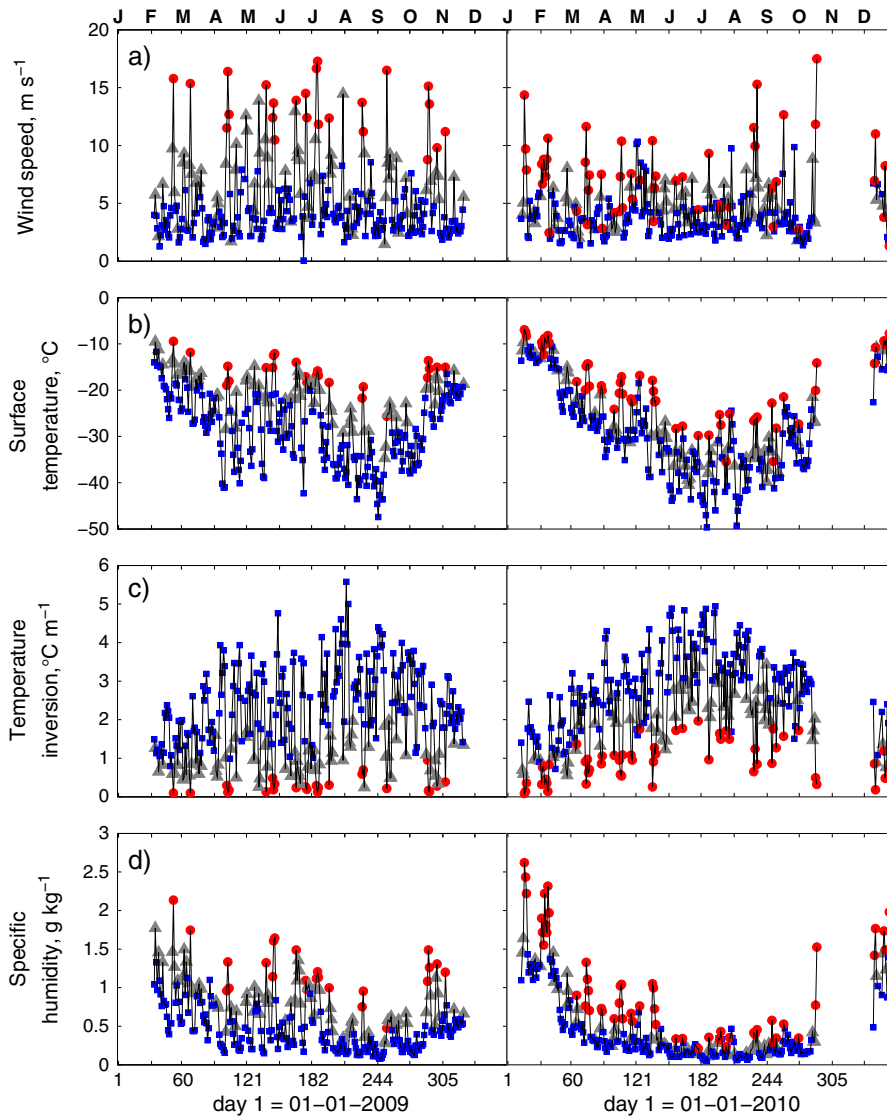 J F M A M J J A S O N D J F M A M J J A S O N D
a)
Wind speed, m s⁻¹
20
15
10
5
0
b)
Surface
temperature, °C
0
−10
−20
−30
−40
−50
c)
Temperature
inversion,°C m⁻¹
6
5
4
3
2
1
0
d)
Specific
humidity, g kg⁻¹
3
2.5
2
1.5
1
0.5
0
1 60 121 182 244 305 1 60 121 182 244 305
day 1 = 01−01−2009 day 1 = 01−01−2010